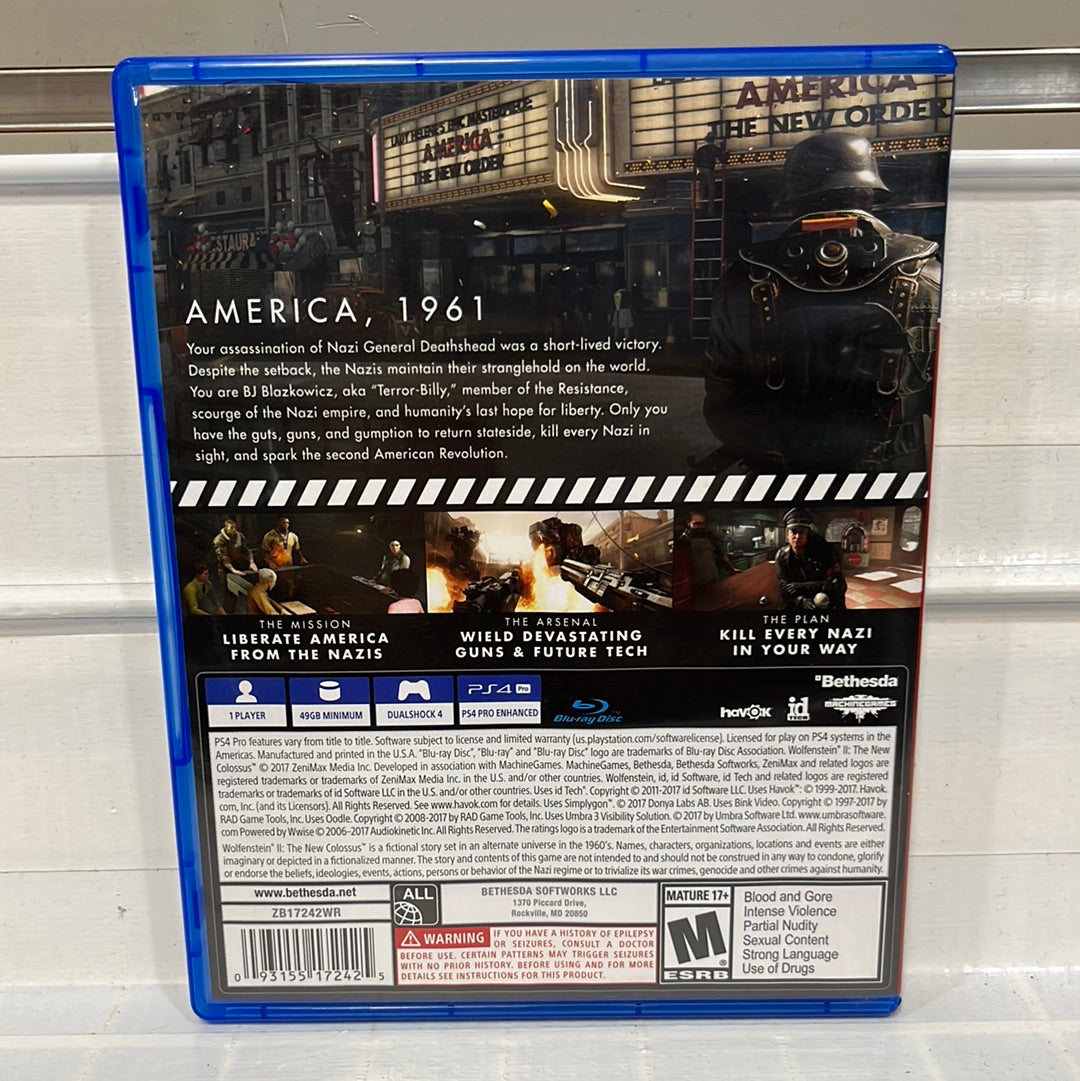 LADY HELENE'S EPIC MASTERPIECE
AMERICA
THE NEW ORDER
AMERICA
THE NEW ORDER
STAURA
AMERICA, 1961
Your assassination of Nazi General Deathshead was a short-lived victory.
Despite the setback, the Nazis maintain their stranglehold on the world.
You are BJ Blazkowicz, aka “Terror-Billy,” member of the Resistance,
scourge of the Nazi empire, and humanity's last hope for liberty. Only you
have the guts, guns, and gumption to return stateside, kill every Nazi in
sight, and spark the second American Revolution.
THE MISSION
LIBERATE AMERICA
FROM THE NAZIS
THE ARSENAL
WIELD DEVASTATING
GUNS & FUTURE TECH
THE PLAN
KILL EVERY NAZI
IN YOUR WAY
1 PLAYER
49GB MINIMUM
DUALSHOCK 4
PS4 Pro
PS4 PRO ENHANCED
Blu-ray Disc™
Bethesda
havok
id
TECH
MACHINEGAMES
PS4 Pro features vary from title to title. Software subject to license and limited warranty (us.playstation.com/softwarelicense). Licensed for play on PS4 systems in the
Americas. Manufactured and printed in the U.S.A. “Blu-ray Disc”, “Blu-ray” and “Blu-ray Disc” logo are trademarks of Blu-ray Disc Association. Wolfenstein® II: The New
Colossus™ © 2017 ZeniMax Media Inc. Developed in association with MachineGames. MachineGames, Bethesda, Bethesda Softworks, ZeniMax and related logos are
registered trademarks or trademarks of ZeniMax Media Inc. in the U.S. and/or other countries. Wolfenstein, id, id Software, id Tech and related logos are registered
trademarks or trademarks of id Software LLC in the U.S. and/or other countries. Uses id Tech®. Copyright © 2011-2017 id Software LLC. Uses Havok™: © 1999-2017. Havok.
com, Inc. (and its Licensors). All Rights Reserved. See www.havok.com for details. Uses Simplygon™, © 2017 Donya Labs AB. Uses Bink Video. Copyright © 1997-2017 by
RAD Game Tools, Inc. Uses Oodle. Copyright © 2008-2017 by RAD Game Tools, Inc. Uses Umbra 3 Visibility Solution. © 2017 by Umbra Software Ltd. www.umbrasoftware.
com Powered by Wwise © 2006-2017 Audiokinetic Inc. All Rights Reserved. The ratings logo is a trademark of the Entertainment Software Association. All Rights Reserved.
Wolfenstein® II: The New Colossus™ is a fictional story set in an alternate universe in the 1960's. Names, characters, organizations, locations and events are either
imaginary or depicted in a fictionalized manner. The story and contents of this game are not intended to and should not be construed in any way to condone, glorify
or endorse the beliefs, ideologies, events, actions, persons or behavior of the Nazi regime or to trivialize its war crimes, genocide and other crimes against humanity.
www.bethesda.net
ZB17242WR
0 93155 17242 5
ALL
BETHESDA SOFTWORKS LLC
1370 Piccard Drive,
Rockville, MD 20850
WARNING IF YOU HAVE A HISTORY OF EPILEPSY
OR SEIZURES, CONSULT A DOCTOR
BEFORE USE. CERTAIN PATTERNS MAY TRIGGER SEIZURES
WITH NO PRIOR HISTORY. BEFORE USING AND FOR MORE
DETAILS SEE INSTRUCTIONS FOR THIS PRODUCT.
MATURE 17+
M
®
ESRB
Blood and Gore
Intense Violence
Partial Nudity
Sexual Content
Strong Language
Use of Drugs